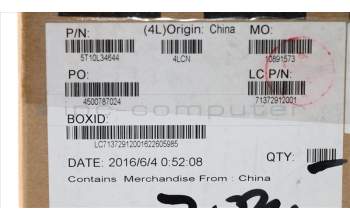 P/N: (4L)Origin: China MO:
5T10L34644 4LCN 10891573
PO: LC P/N:
4500787024 71372912001
BOXID:
LC71372912001622605985
DATE: 2016/6/4 0:52:08 QTY:
Contains Merchandise From : China